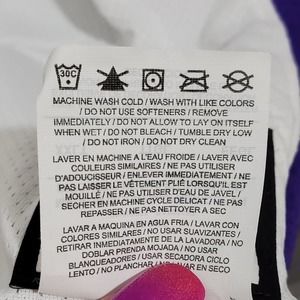 30C
MACHINE WASH COLD / WASH WITH LIKE COLORS
/ DO NOT USE SOFTENERS / REMOVE
IMMEDIATELY / DO NOT ALLOW TO LAY ON ITSELF
WHEN WET / DO NOT BLEACH / TUMBLE DRY LOW
/ DO NOT IRON / DO NOT DRY CLEAN
LAVER EN MACHINE A L'EAU FROIDE / LAVER AVEC
COULEURS SIMILAIRES / NE PAS UTILISER
D'ADOUCISSEUR / ENLEVER IMMEDIATEMENT / NE
PAS LAISSER LE VÊTEMENT PLIÉ LORSQU'IL EST
MOUILLÉ / NE PAS UTILISER D'EAU DE JAVEL /
SECHER MACHINE CYCLE DELICAT / NE PAS
REPASSER / NE PAS NETTOYER A SEC
LAVAR A MAQUINA EN AGUA FRIA / LAVAR CON
COLORES SIMILARES / NO USAR SUAVIZANTES /
RETIRAR INMEDIATAMENTE DE LA LAVADORA / NO
DOBLAR PRENDA MOJADA / NO USAR
BLANQUEADORES / USAR SECADORA CICLO
LENTO / NO PLANCHAR / NO LAVAR EN SECO